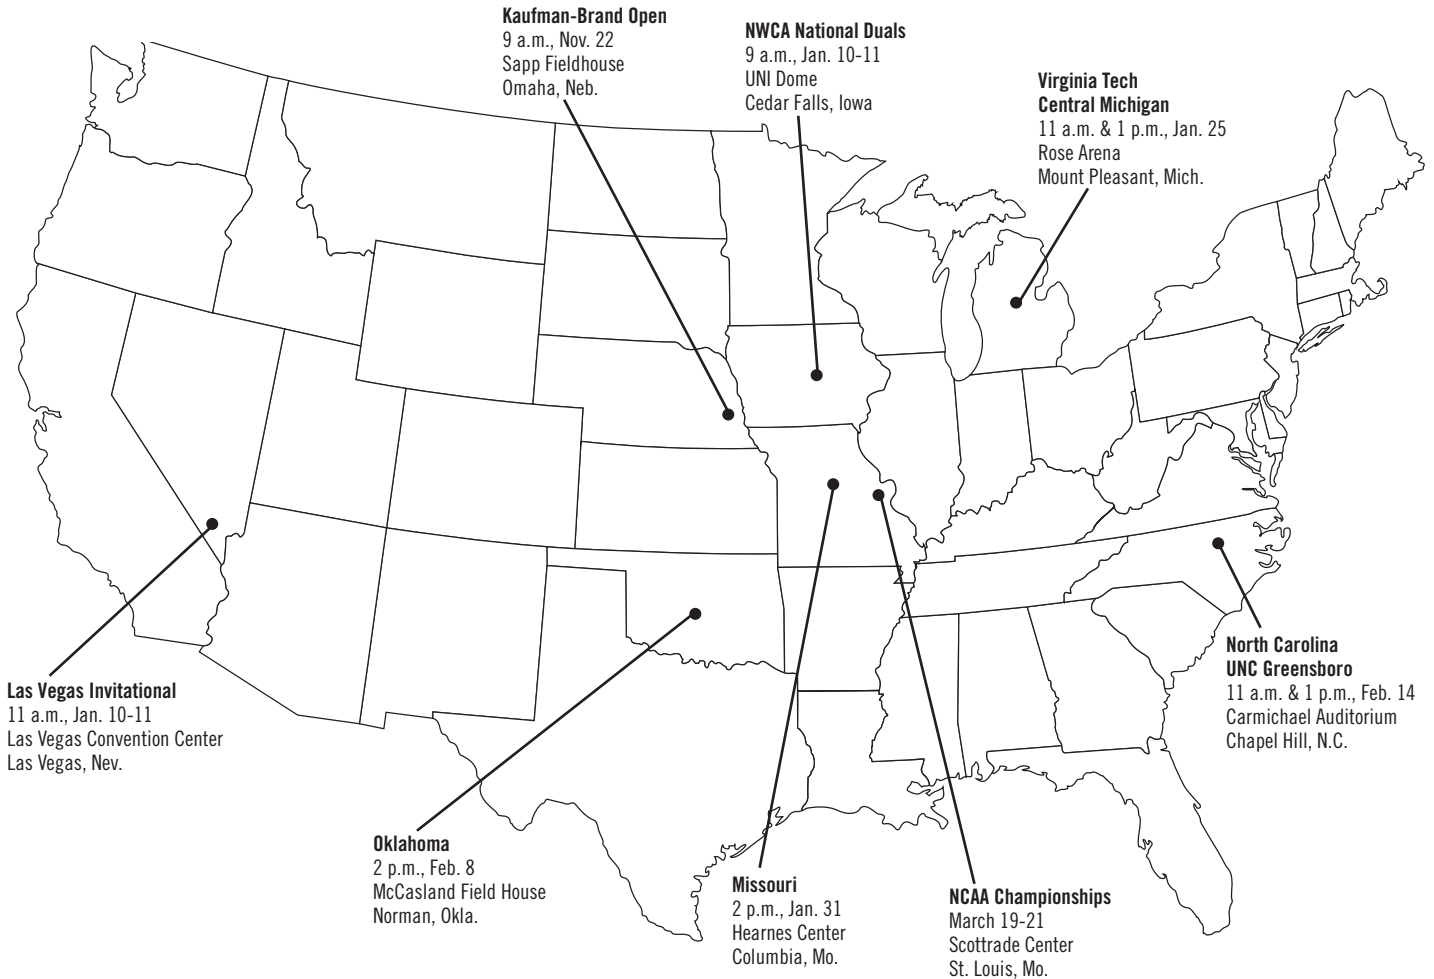 Kaufman-Brand Open
9 a.m., Nov. 22
Sapp Fieldhouse
Omaha, Neb.
NWCA National Duals
9 a.m., Jan. 10-11
UNI Dome
Cedar Falls, Iowa
Virginia Tech
Central Michigan
11 a.m. & 1 p.m., Jan. 25
Rose Arena
Mount Pleasant, Mich.
Las Vegas Invitational
11 a.m., Jan. 10-11
Las Vegas Convention Center
Las Vegas, Nev.
Oklahoma
2 p.m., Feb. 8
McCasland Field House
Norman, Okla.
Missouri
2 p.m., Jan. 31
Hearnes Center
Columbia, Mo.
NCAA Championships
March 19-21
Scottrade Center
St. Louis, Mo.
North Carolina
UNC Greensboro
11 a.m. & 1 p.m., Feb. 14
Carmichael Auditorium
Chapel Hill, N.C.